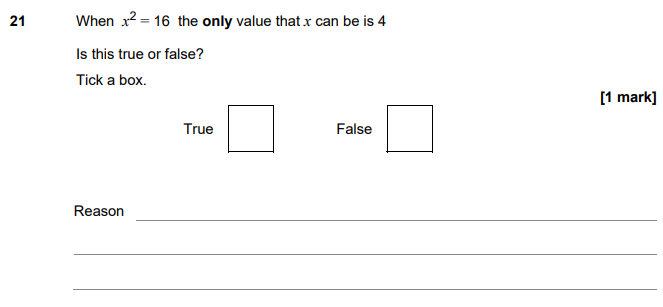 21 When x² = 16 the only value that x can be is 4
Is this true or false?
Tick a box.
[1 mark]
True False
Reason